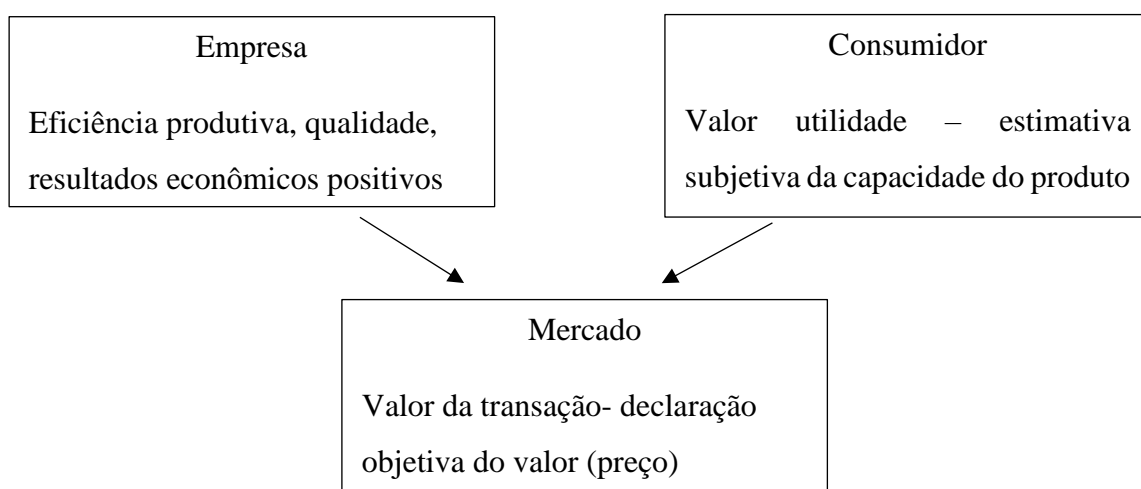 Empresa
Eficiência produtiva, qualidade,
resultados econômicos positivos
Consumidor
Valor utilidade – estimativa
subjetiva da capacidade do produto
Mercado
Valor da transação- declaração
objetiva do valor (preço)